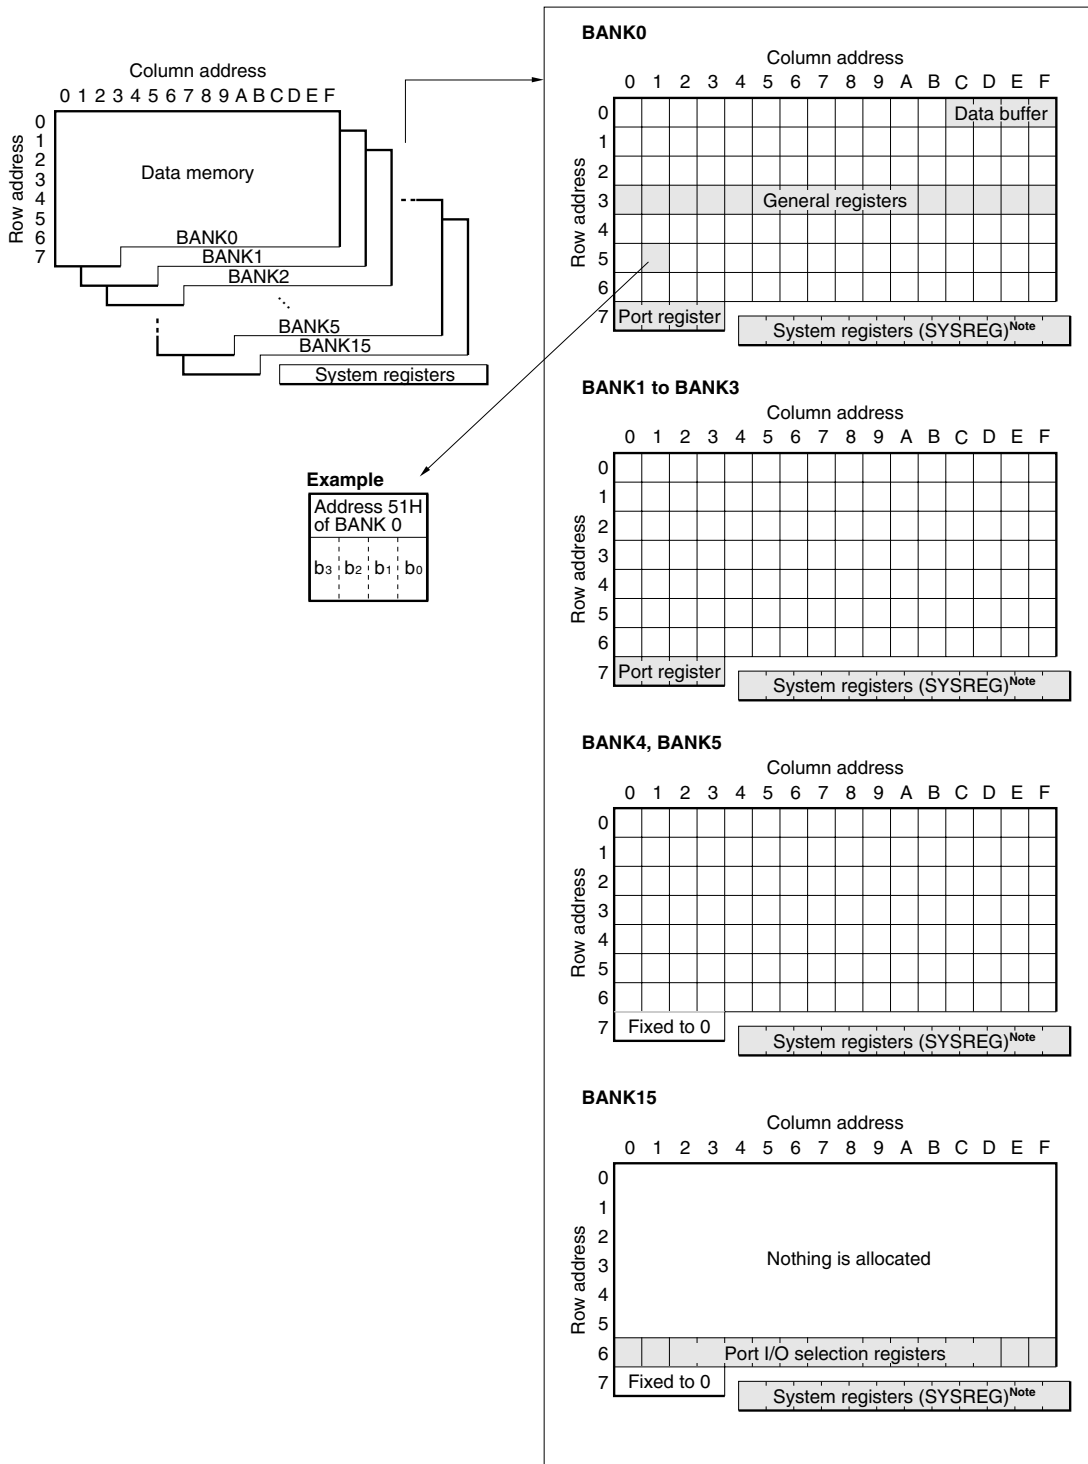 Column address
0 1 2 3 4 5 6 7 8 9 A B C D E F
Row address
0
1
2
3
4
5
6
7
Data memory
BANK0
BANK1
BANK2
BANK5
BANK15
System registers
Example
Address 51H
of BANK 0
b3 b2 b1 b0
BANK0
Column address
0 1 2 3 4 5 6 7 8 9 A B C D E F
Row address
0
1
2
3
4
5
6
7
Data buffer
General registers
Port register
System registers (SYSREG)Note
BANK1 to BANK3
Column address
0 1 2 3 4 5 6 7 8 9 A B C D E F
Row address
0
1
2
3
4
5
6
7
Port register
System registers (SYSREG)Note
BANK4, BANK5
Column address
0 1 2 3 4 5 6 7 8 9 A B C D E F
Row address
0
1
2
3
4
5
6
7
Fixed to 0
System registers (SYSREG)Note
BANK15
Column address
0 1 2 3 4 5 6 7 8 9 A B C D E F
Row address
0
1
2
3
4
5
6
7
Nothing is allocated
Port I/O selection registers
Fixed to 0
System registers (SYSREG)Note